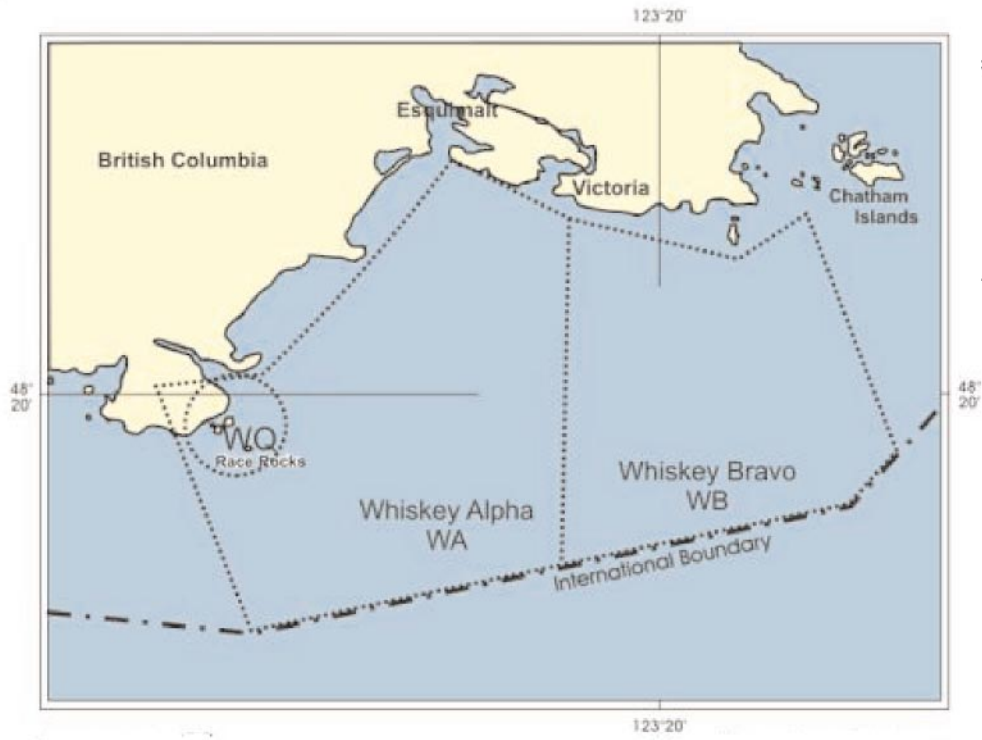 123°20'
Esquimalt
British Columbia
Victoria
Chatham
Islands
48°
20'
48°
20'
WQ
Race Rocks
Whiskey Bravo
WB
Whiskey Alpha
WA
International Boundary
123°20'